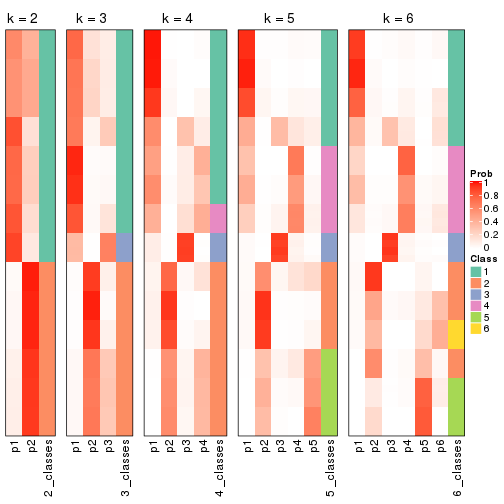 k = 2
k = 3
k = 4
k = 5
k = 6
p1
p2
2_classes
p1
p2
p3
3_classes
p1
p2
p3
p4
4_classes
p1
p2
p3
p4
p5
5_classes
p1
p2
p3
p4
p5
p6
6_classes
Prob
1
0.8
0.6
0.4
0.2
0
Class
1
2
3
4
5
6